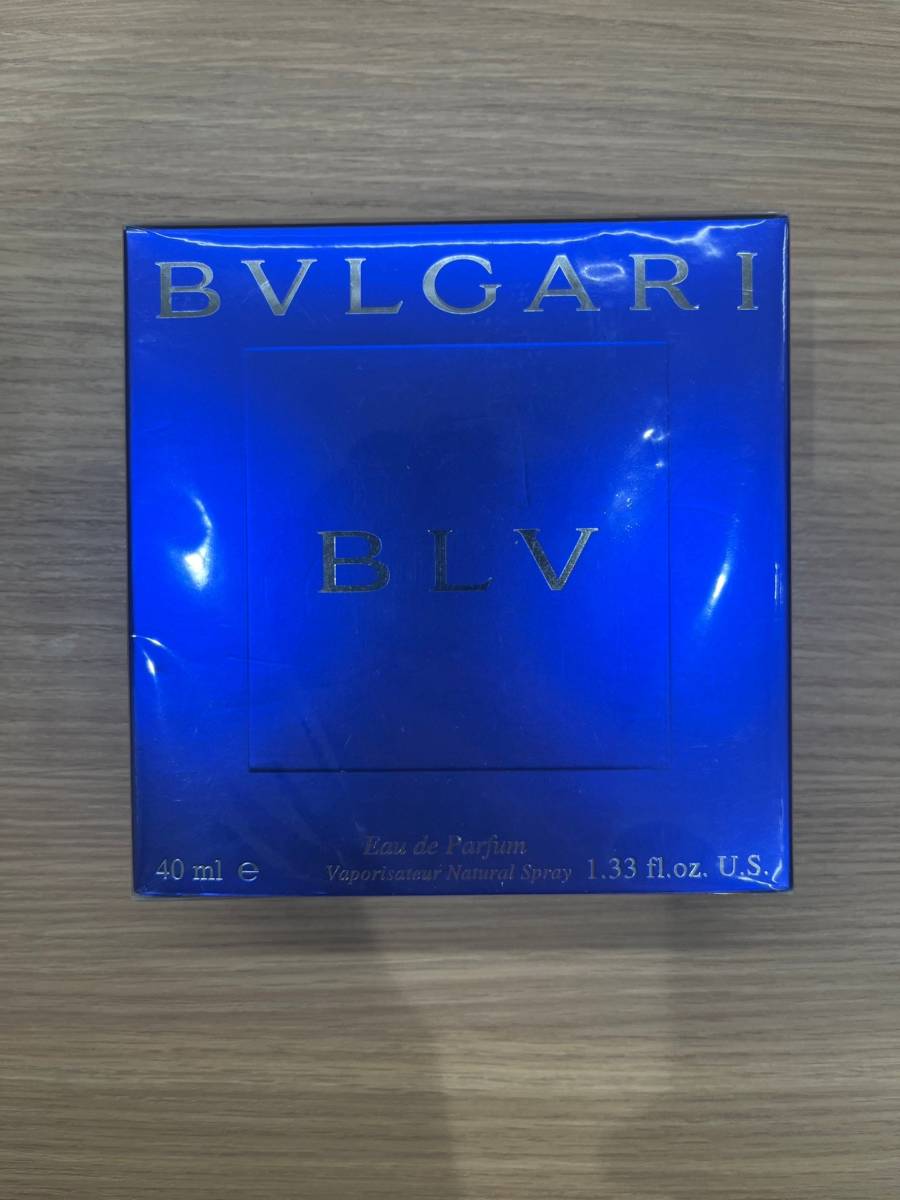 BVLGARI
BLV
Eau de Parfum
40 ml ℮ Vaporisateur Natural Spray 1.33 fl.oz. U.S.